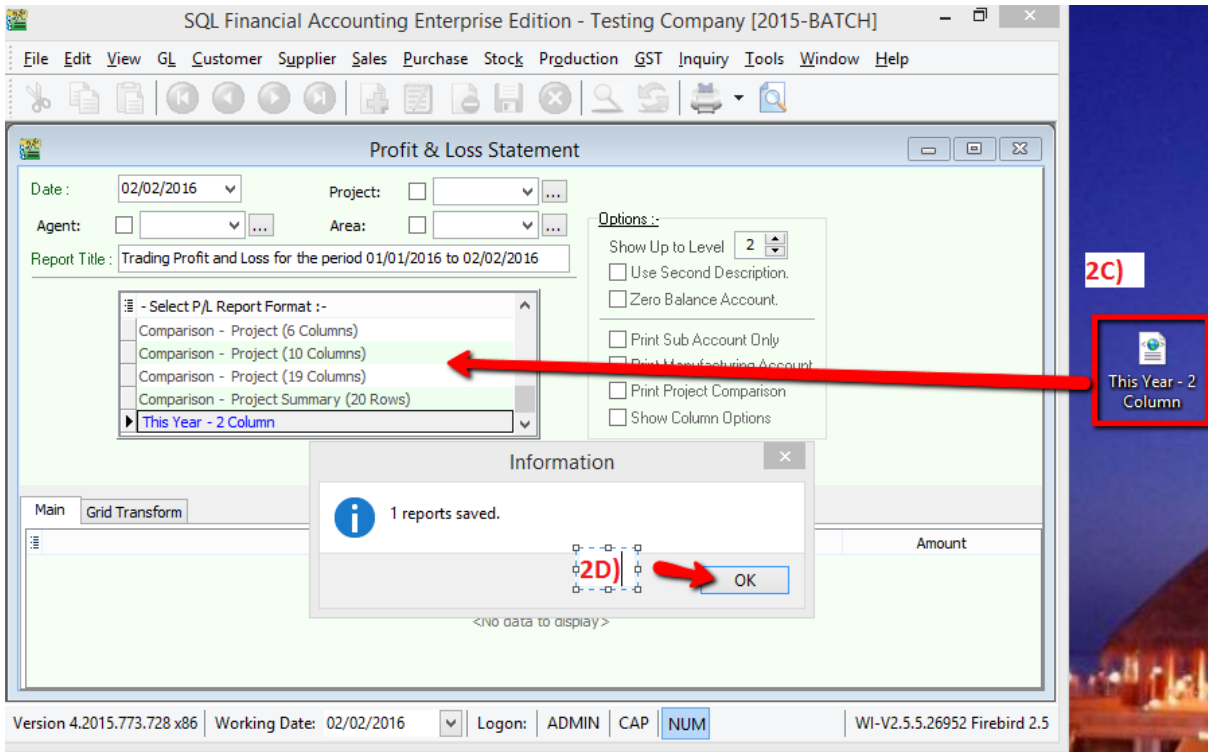 SQL Financial Accounting Enterprise Edition - Testing Company [2015-BATCH]
File Edit View GL Customer Supplier Sales Purchase Stock Production GST Inquiry Tools Window Help
Profit & Loss Statement
Date : 02/02/2016 Project: ...
Agent: ... Area: ...
Report Title : Trading Profit and Loss for the period 01/01/2016 to 02/02/2016
- Select P/L Report Format :-
Comparison - Project (6 Columns)
Comparison - Project (10 Columns)
Comparison - Project (19 Columns)
Comparison - Project Summary (20 Rows)
This Year - 2 Column
Options :-
Show Up to Level 2
Use Second Description.
Zero Balance Account.
Print Sub Account Only
Print Manufacturing Account
Print Project Comparison
Show Column Options
2C)
This Year - 2
Column
Information
1 reports saved.
2D)
OK
Main Grid Transform
Amount
<No data to display>
Version 4.2015.773.728 x86 Working Date: 02/02/2016 Logon: ADMIN CAP NUM WI-V2.5.5.26952 Firebird 2.5